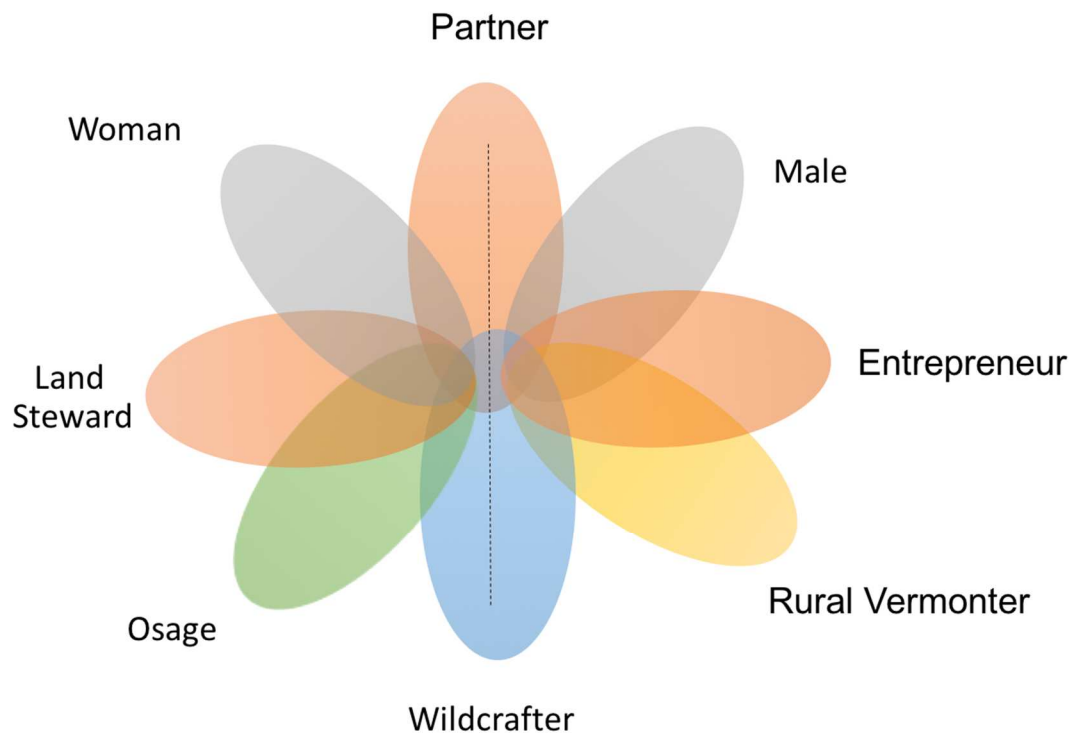 Partner
Woman
Male
Land
Steward
Entrepreneur
Osage
Rural Vermonter
Wildcrafter